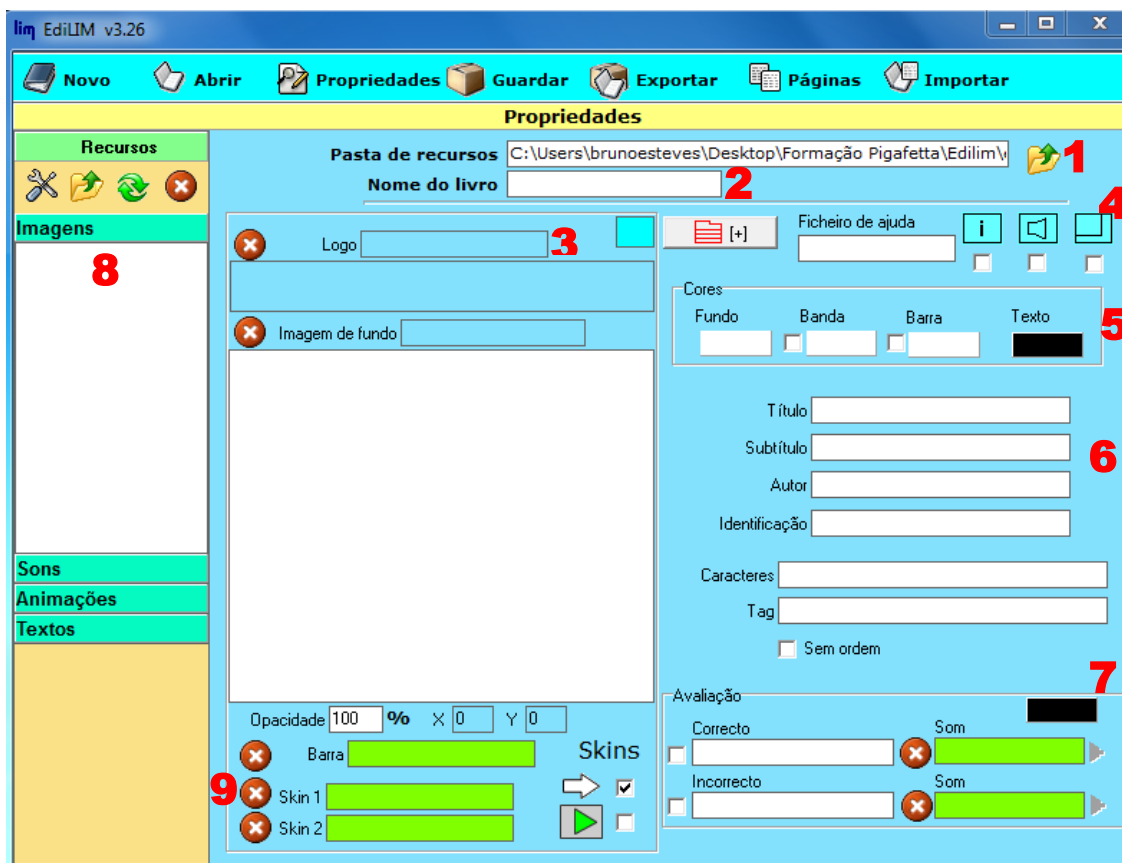 lim EdiLIM v3.26
Novo Abrir Propriedades Guardar Exportar Páginas Importar
Propriedades
Recursos
Pasta de recursos C:\Users\brunoesteves\Desktop\Formação Pigafetta\Edilim\ 1
Nome do livro 2
4
Imagens
8
Logo 3
[+] Ficheiro de ajuda i
Cores
Imagem de fundo
Fundo Banda Barra Texto 5
Título
Subtítulo 6
Autor
Identificação
Sons
Caracteres
Animações
Tag
Textos
Sem ordem
7
Avaliação
Opacidade 100 % X 0 Y 0
Correcto Som
Barra Skins
9 Skin 1
Incorrecto Som
Skin 2